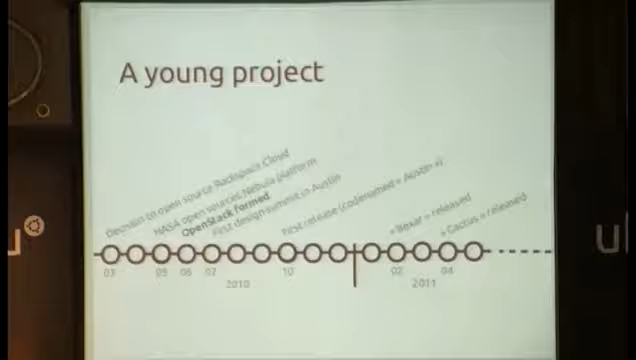 A young project
Decision to open source Rackspace Cloud
NASA open sources Nebula platform
OpenStack formed
First design summit in Austin
First release (codenamed « Austin »)
« Bexar » released
« Cactus » released
03 05 06 07 10 02 04
2010 2011
u
ul